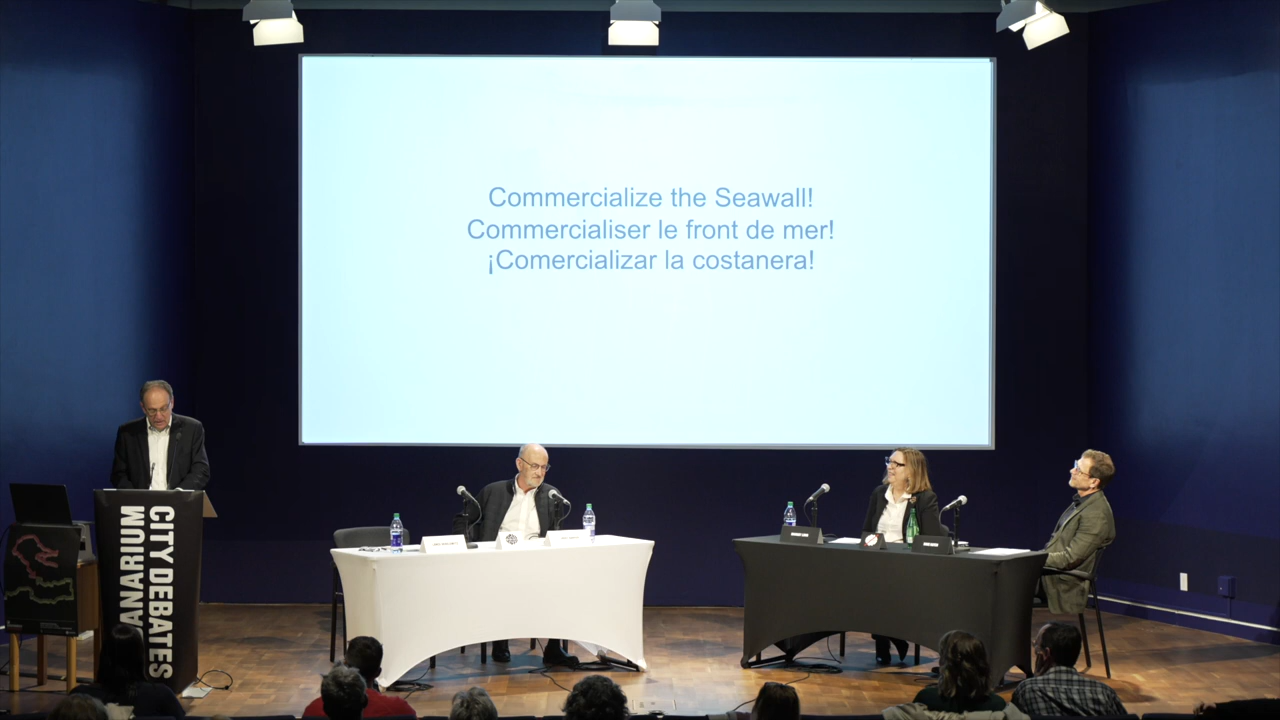 Commercialize the Seawall!
Commercialiser le front de mer!
¡Comercializar la costanera!
CITY DEBATES
ANARIUM